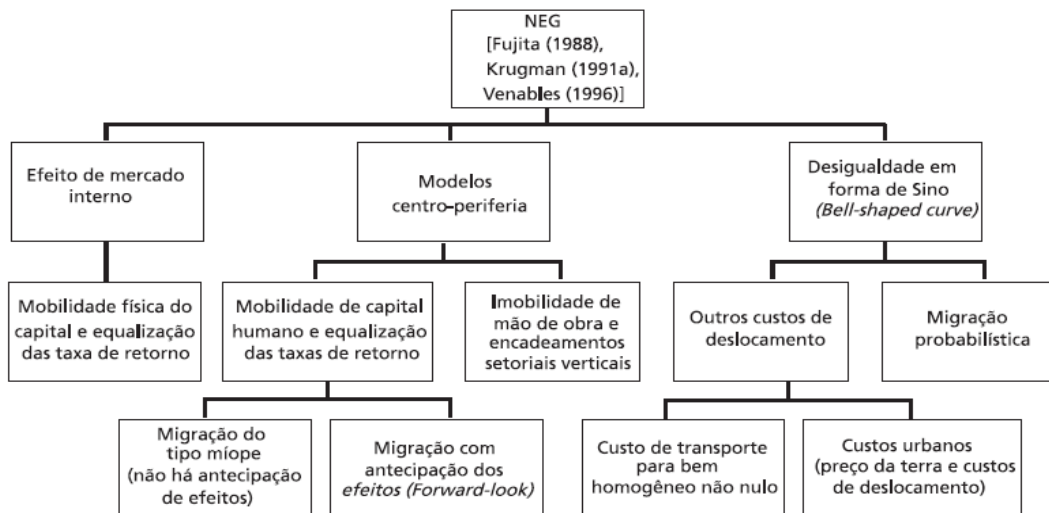 NEG
[Fujita (1988),
Krugman (1991a),
Venables (1996)]
Efeito de mercado
interno
Modelos
centro-periferia
Desigualdade em
forma de Sino
(Bell-shaped curve)
Mobilidade física do
capital e equalização
das taxa de retorno
Mobilidade de capital
humano e equalização
das taxas de retorno
Imobilidade de
mão de obra e
encadeamentos
setoriais verticais
Outros custos de
deslocamento
Migração
probabilística
Migração do
tipo míope
(não há antecipação
de efeitos)
Migração com
antecipação dos
efeitos (Forward-look)
Custo de transporte
para bem
homogêneo não nulo
Custos urbanos
(preço da terra e custos
de deslocamento)